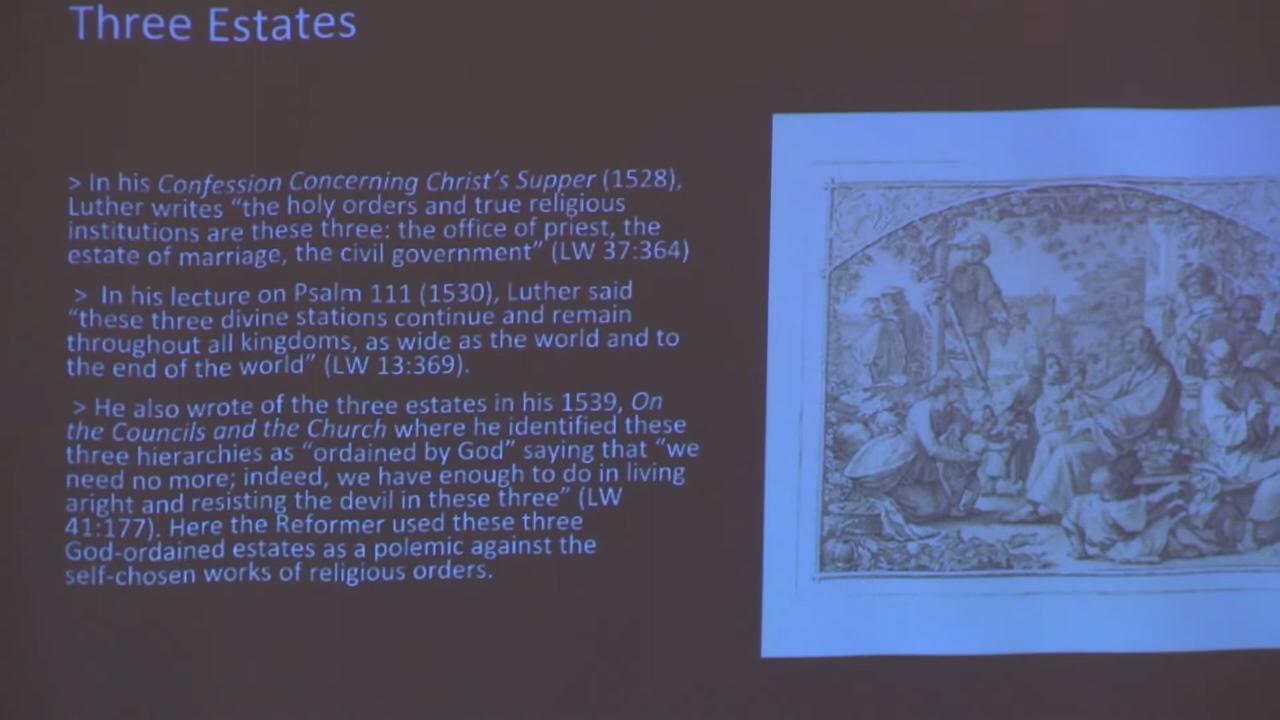 Three Estates
> In his Confession Concerning Christ's Supper (1528),
Luther writes "the holy orders and true religious
institutions are these three: the office of priest, the
estate of marriage, the civil government" (LW 37:364)
> In his lecture on Psalm 111 (1530), Luther said
"these three divine stations continue and remain
throughout all kingdoms, as wide as the world and to
the end of the world" (LW 13:369).
> He also wrote of the three estates in his 1539, On
the Councils and the Church where he identified these
three hierarchies as "ordained by God" saying that "we
need no more; indeed, we have enough to do in living
aright and resisting the devil in these three" (LW
41:177). Here the Reformer used these three
God-ordained estates as a polemic against the
self-chosen works of religious orders.